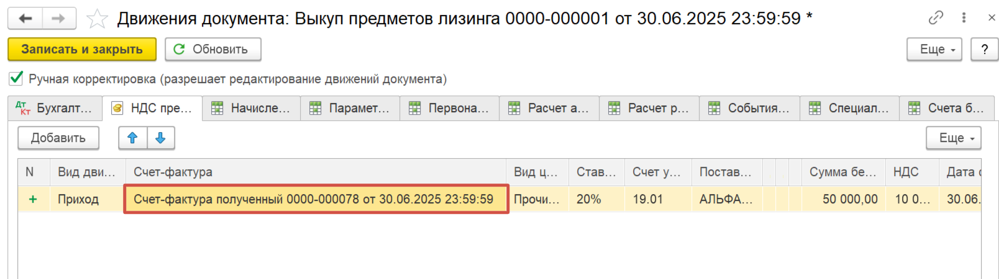 Движения документа: Выкуп предметов лизинга 0000-000001 от 30.06.2025 23:59:59 *
Записать и закрыть Обновить Еще ?
Ручная корректировка (разрешает редактирование движений документа)
Дт Кт Бухгалт... НДС пре... Начисле... Парамет... Первона... Расчет а... Расчет р... События... Специал... Счета б...
Добавить Еще
N Вид дви... Счет-фактура Вид ц... Став... Счет у... Постав... Сумма бе... НДС Дата с
+ Приход Счет-фактура полученный 0000-000078 от 30.06.2025 23:59:59 Прочи... 20% 19.01 АЛЬФА... 50 000,00 10 0... 30.06.